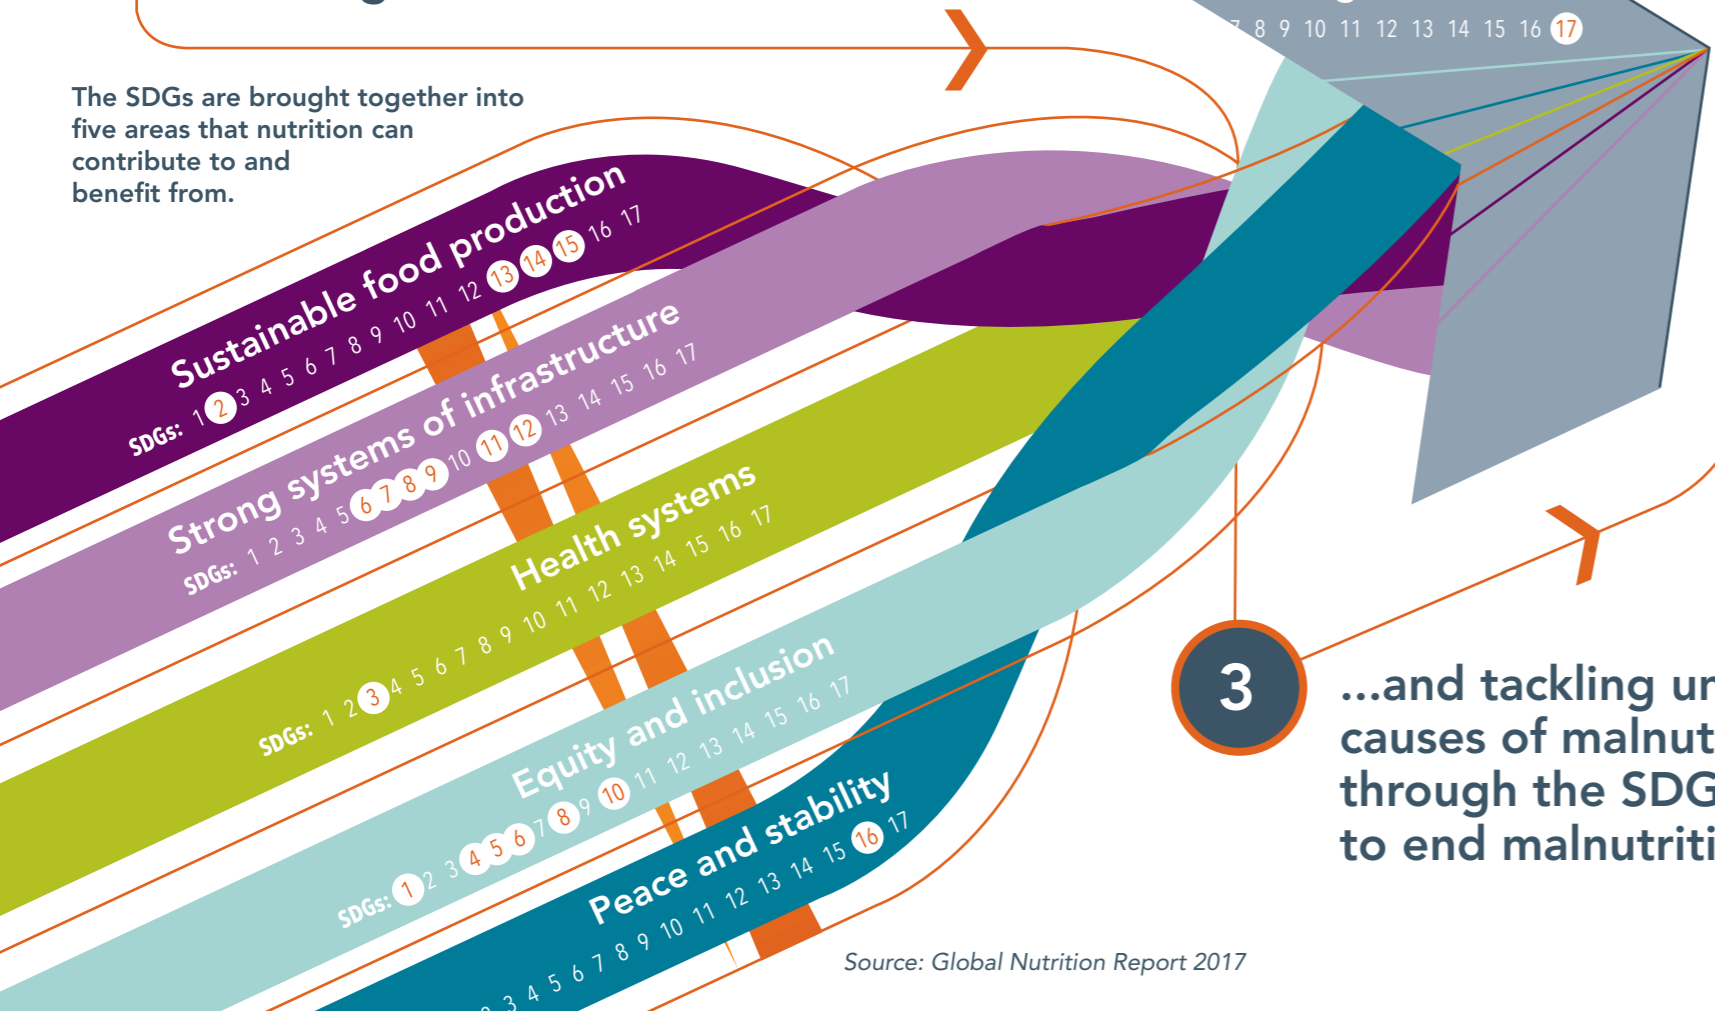 7 8 9 10 11 12 13 14 15 16 17
The SDGs are brought together into
five areas that nutrition can
contribute to and
benefit from.
Sustainable food production
SDGs: 1 2 3 4 5 6 7 8 9 10 11 12 13 14 15 16 17
Strong systems of infrastructure
SDGs: 1 2 3 4 5 6 7 8 9 10 11 12 13 14 15 16 17
Health systems
SDGs: 1 2 3 4 5 6 7 8 9 10 11 12 13 14 15 16 17
Equity and inclusion
SDGs: 1 2 3 4 5 6 7 8 9 10 11 12 13 14 15 16 17
Peace and stability
3 4 5 6 7 8 9 10 11 12 13 14 15 16 17
3
...and tackling
causes of malnut
through the SDG
to end malnutriti
Source: Global Nutrition Report 2017